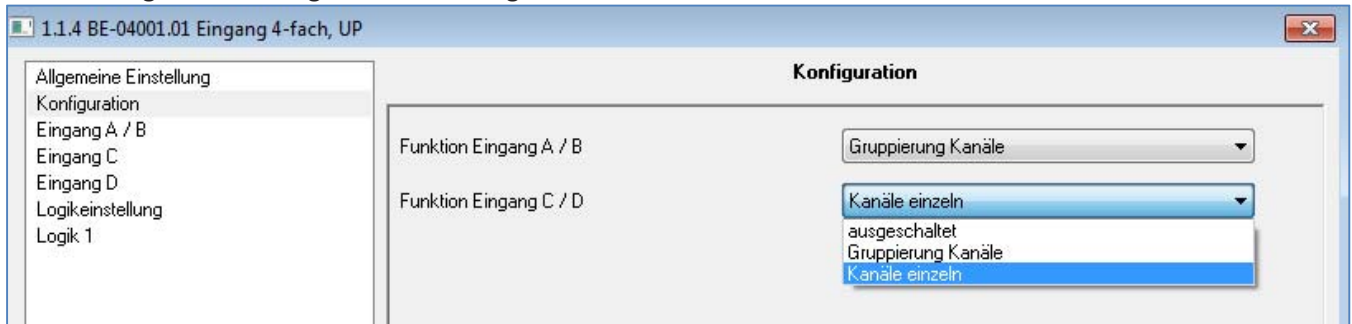 1.1.4 BE-04001.01 Eingang 4-fach, UP
Allgemeine Einstellung
Konfiguration
Eingang A / B
Eingang C
Eingang D
Logikeinstellung
Logik 1
Konfiguration
Funktion Eingang A / B
Gruppierung Kanäle
Funktion Eingang C / D
Kanäle einzeln
ausgeschaltet
Gruppierung Kanäle
Kanäle einzeln